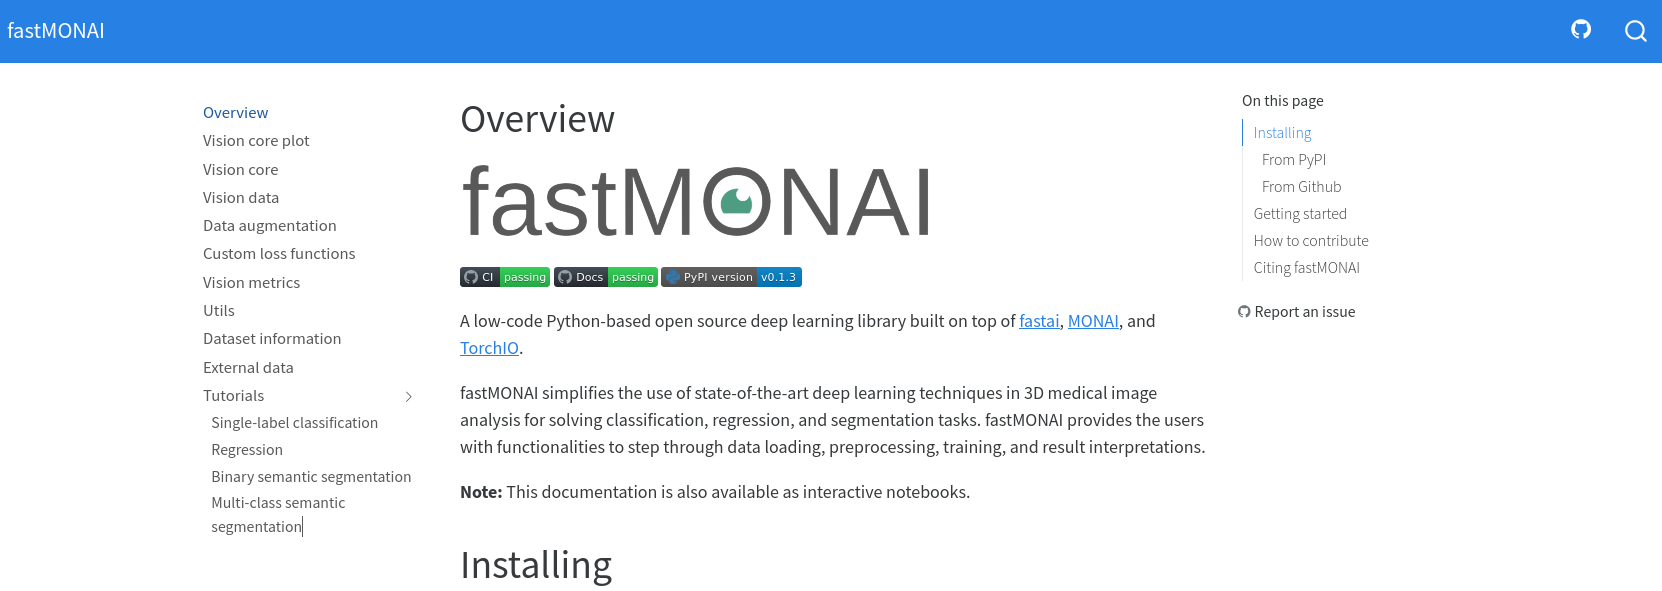 fastMONAI
Overview
Vision core plot
Vision core
Vision data
Data augmentation
Custom loss functions
Vision metrics
Utils
Dataset information
External data
Tutorials
Single-label classification
Regression
Binary semantic segmentation
Multi-class semantic
segmentation
Overview
fastMONAI
CI passing Docs passing PyPI version v0.1.3
A low-code Python-based open source deep learning library built on top of fastai, MONAI, and
TorchIO.
fastMONAI simplifies the use of state-of-the-art deep learning techniques in 3D medical image
analysis for solving classification, regression, and segmentation tasks. fastMONAI provides the users
with functionalities to step through data loading, preprocessing, training, and result interpretations.
Note: This documentation is also available as interactive notebooks.
Installing
On this page
Installing
From PyPI
From Github
Getting started
How to contribute
Citing fastMONAI
Report an issue